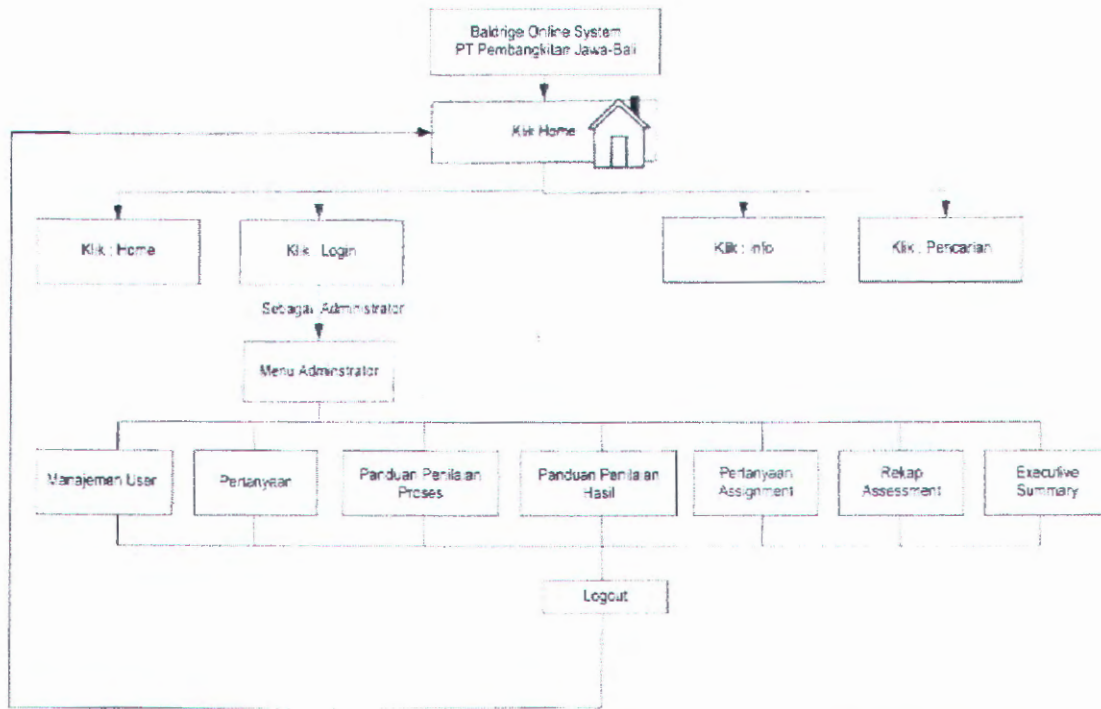 Baldrige Online System
PT Pembangkitan Jawa-Bali
Klik Home
Klik : Home
Klik : Login
Klik : Info
Klik : Pencarian
Sebagai Administrator
Menu Adminstrator
Manajemen User
Pertanyaan
Panduan Penilaian
Proses
Panduan Penilaian
Hasil
Pertanyaan
Assignment
Rekap
Assessment
Executive
Summary
Logout